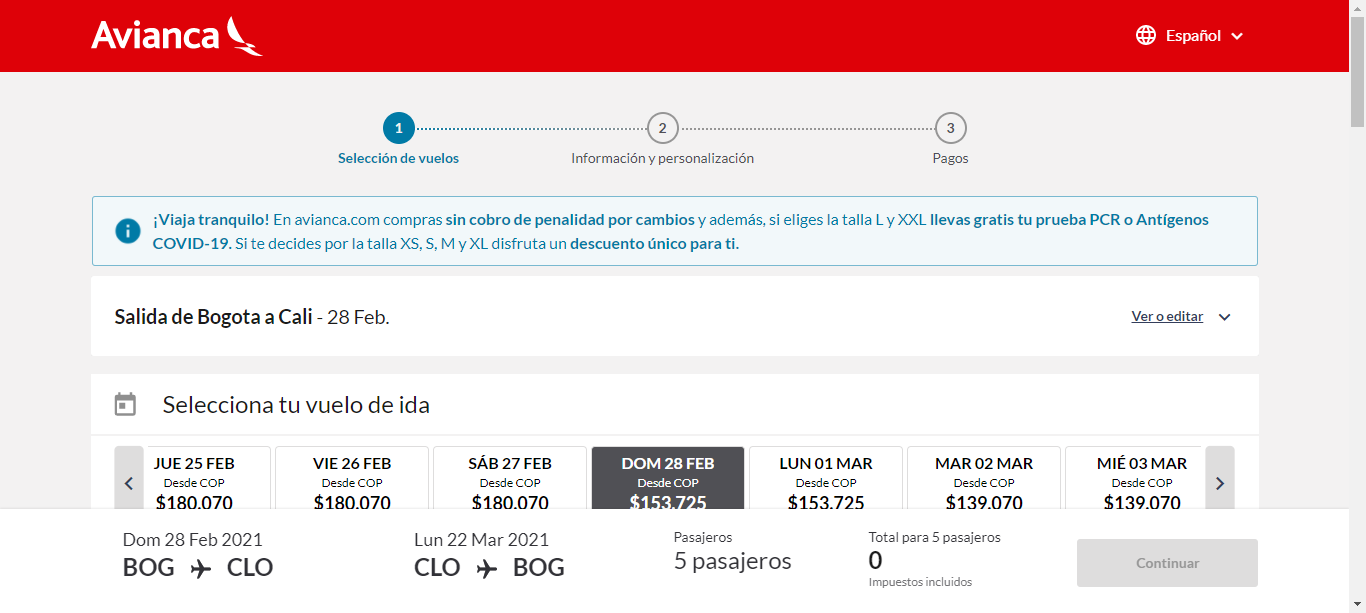 Avianca
Español
1
2
3
Selección de vuelos
Información y personalización
Pagos
¡Viaja tranquilo! En avianca.com compras sin cobro de penalidad por cambios y además, si eliges la talla L y XXL llevas gratis tu prueba PCR o Antígenos
COVID-19. Si te decides por la talla XS, S, M y XL disfruta un descuento único para ti.
Salida de Bogota a Cali - 28 Feb.
Ver o editar
Selecciona tu vuelo de ida
JUE 25 FEB
Desde COP
$180.070
VIE 26 FEB
Desde COP
$180.070
SÁB 27 FEB
Desde COP
$180.070
DOM 28 FEB
Desde COP
$153.725
LUN 01 MAR
Desde COP
$153.725
MAR 02 MAR
Desde COP
$139.070
MIÉ 03 MAR
Desde COP
$139.070
Dom 28 Feb 2021
BOG CLO
Lun 22 Mar 2021
CLO BOG
Pasajeros
5 pasajeros
Total para 5 pasajeros
0
Impuestos incluidos
Continuar